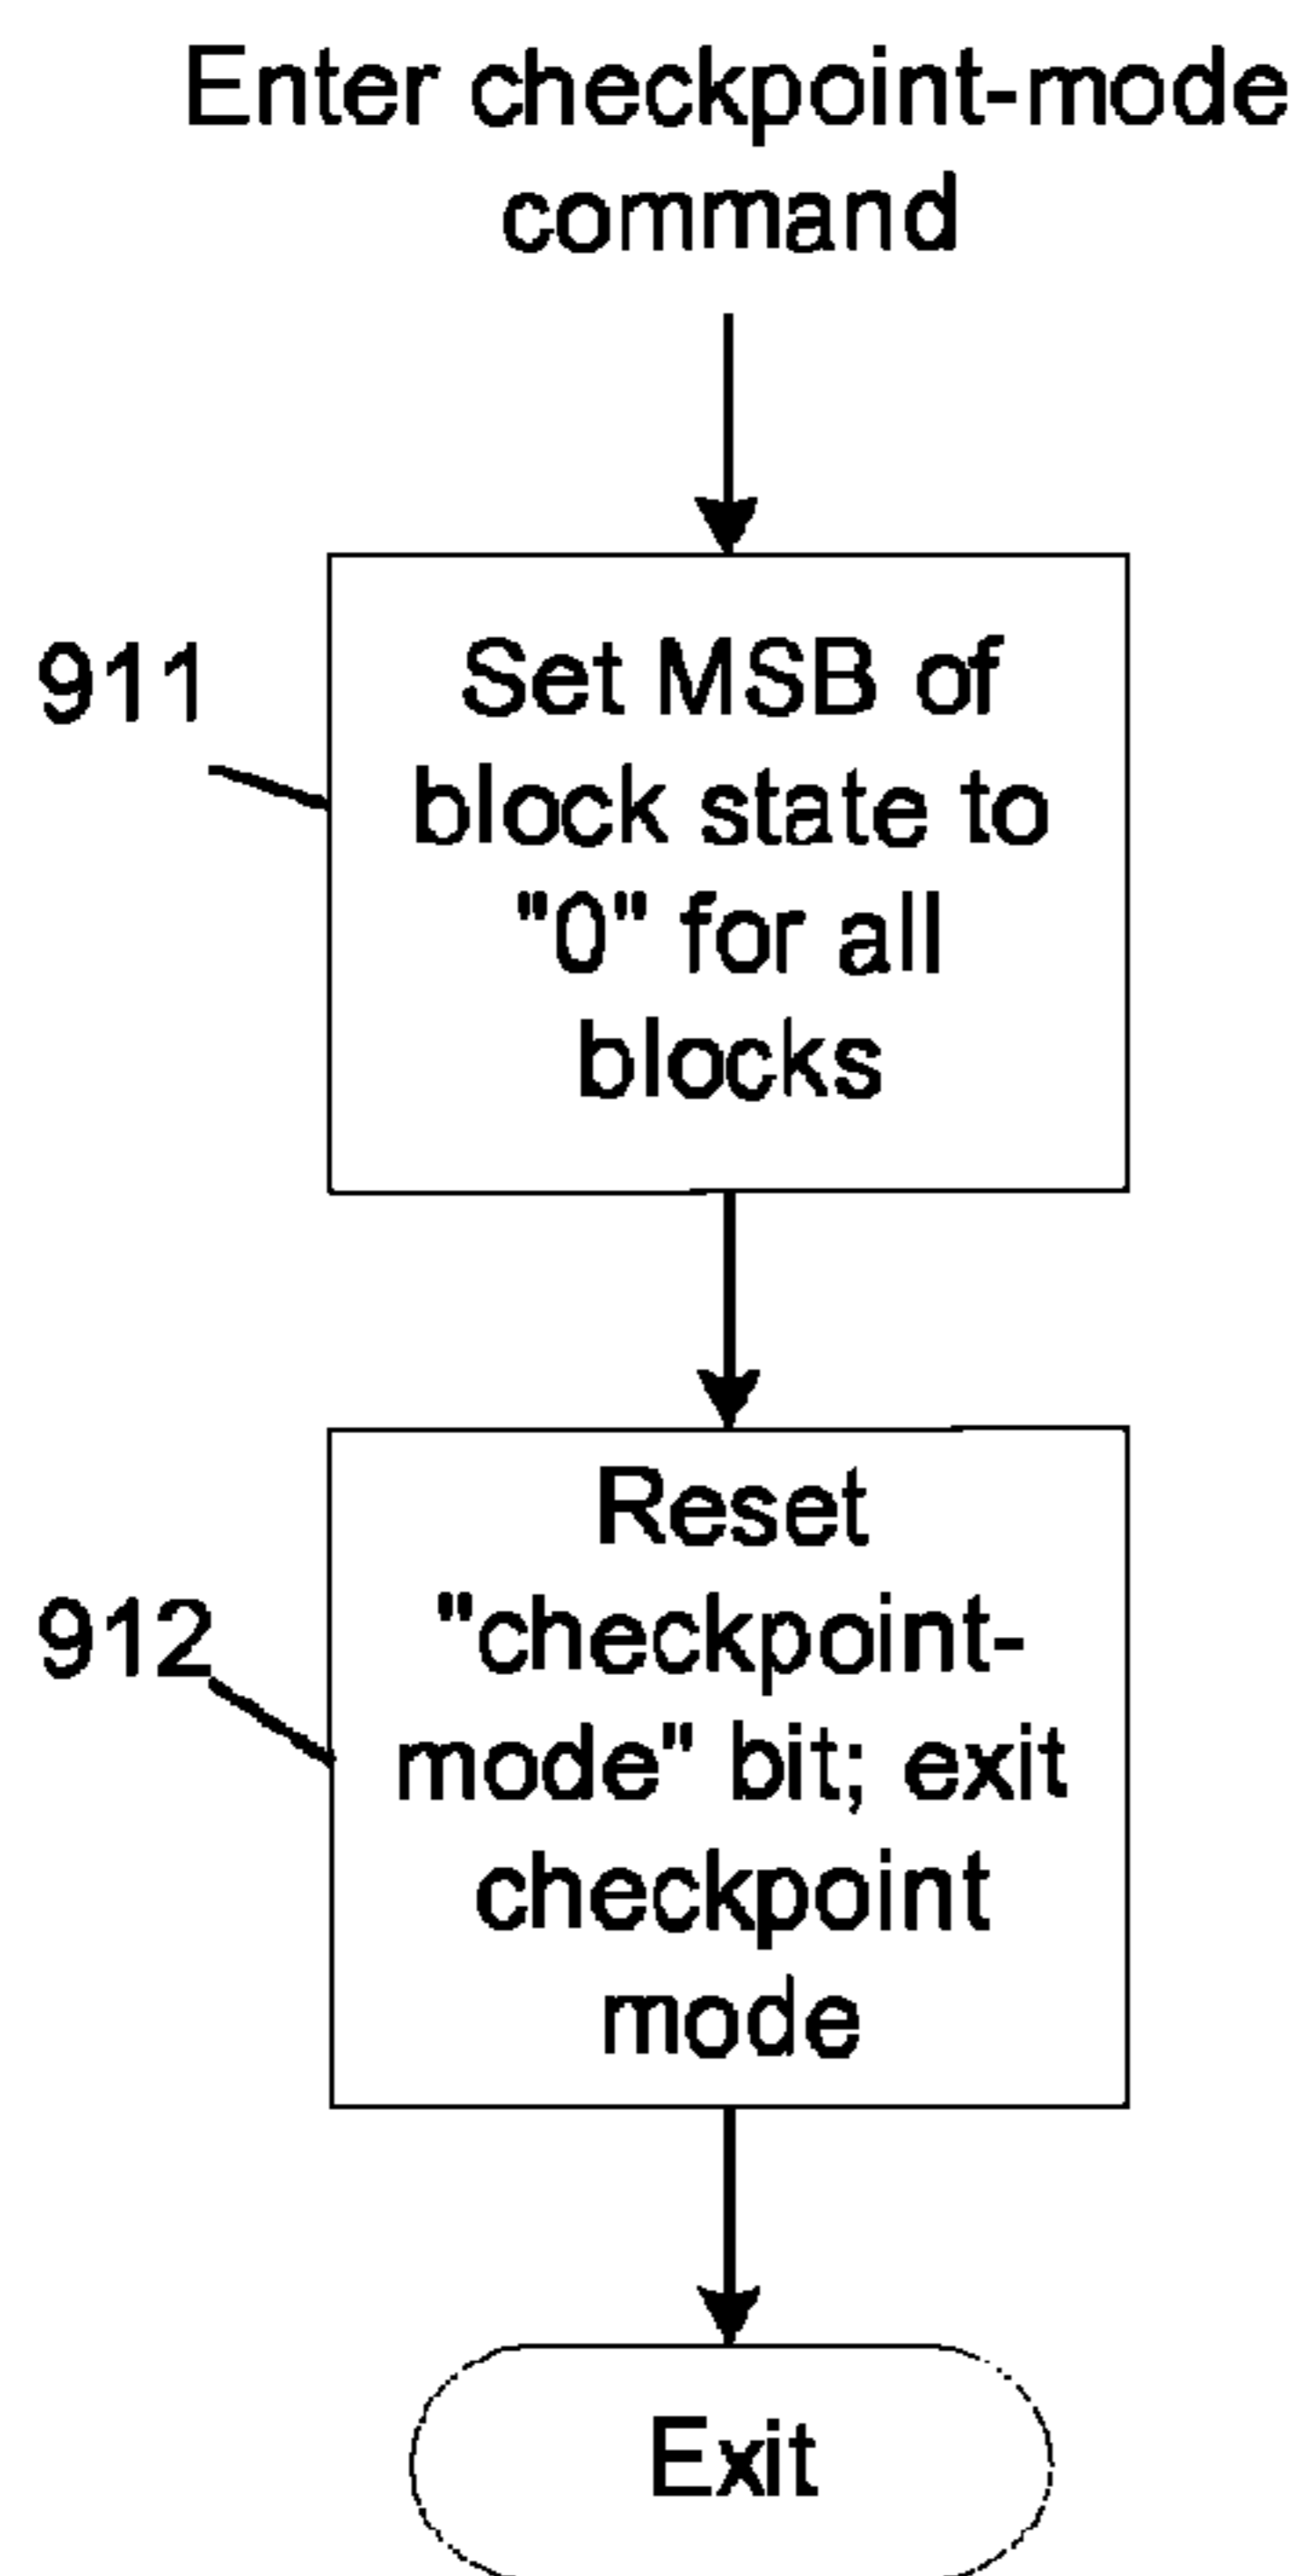 Enter checkpoint-mode
command
911
Set MSB of
block state to
"0" for all
blocks
912
Reset
"checkpoint-
mode" bit; exit
checkpoint
mode
Exit